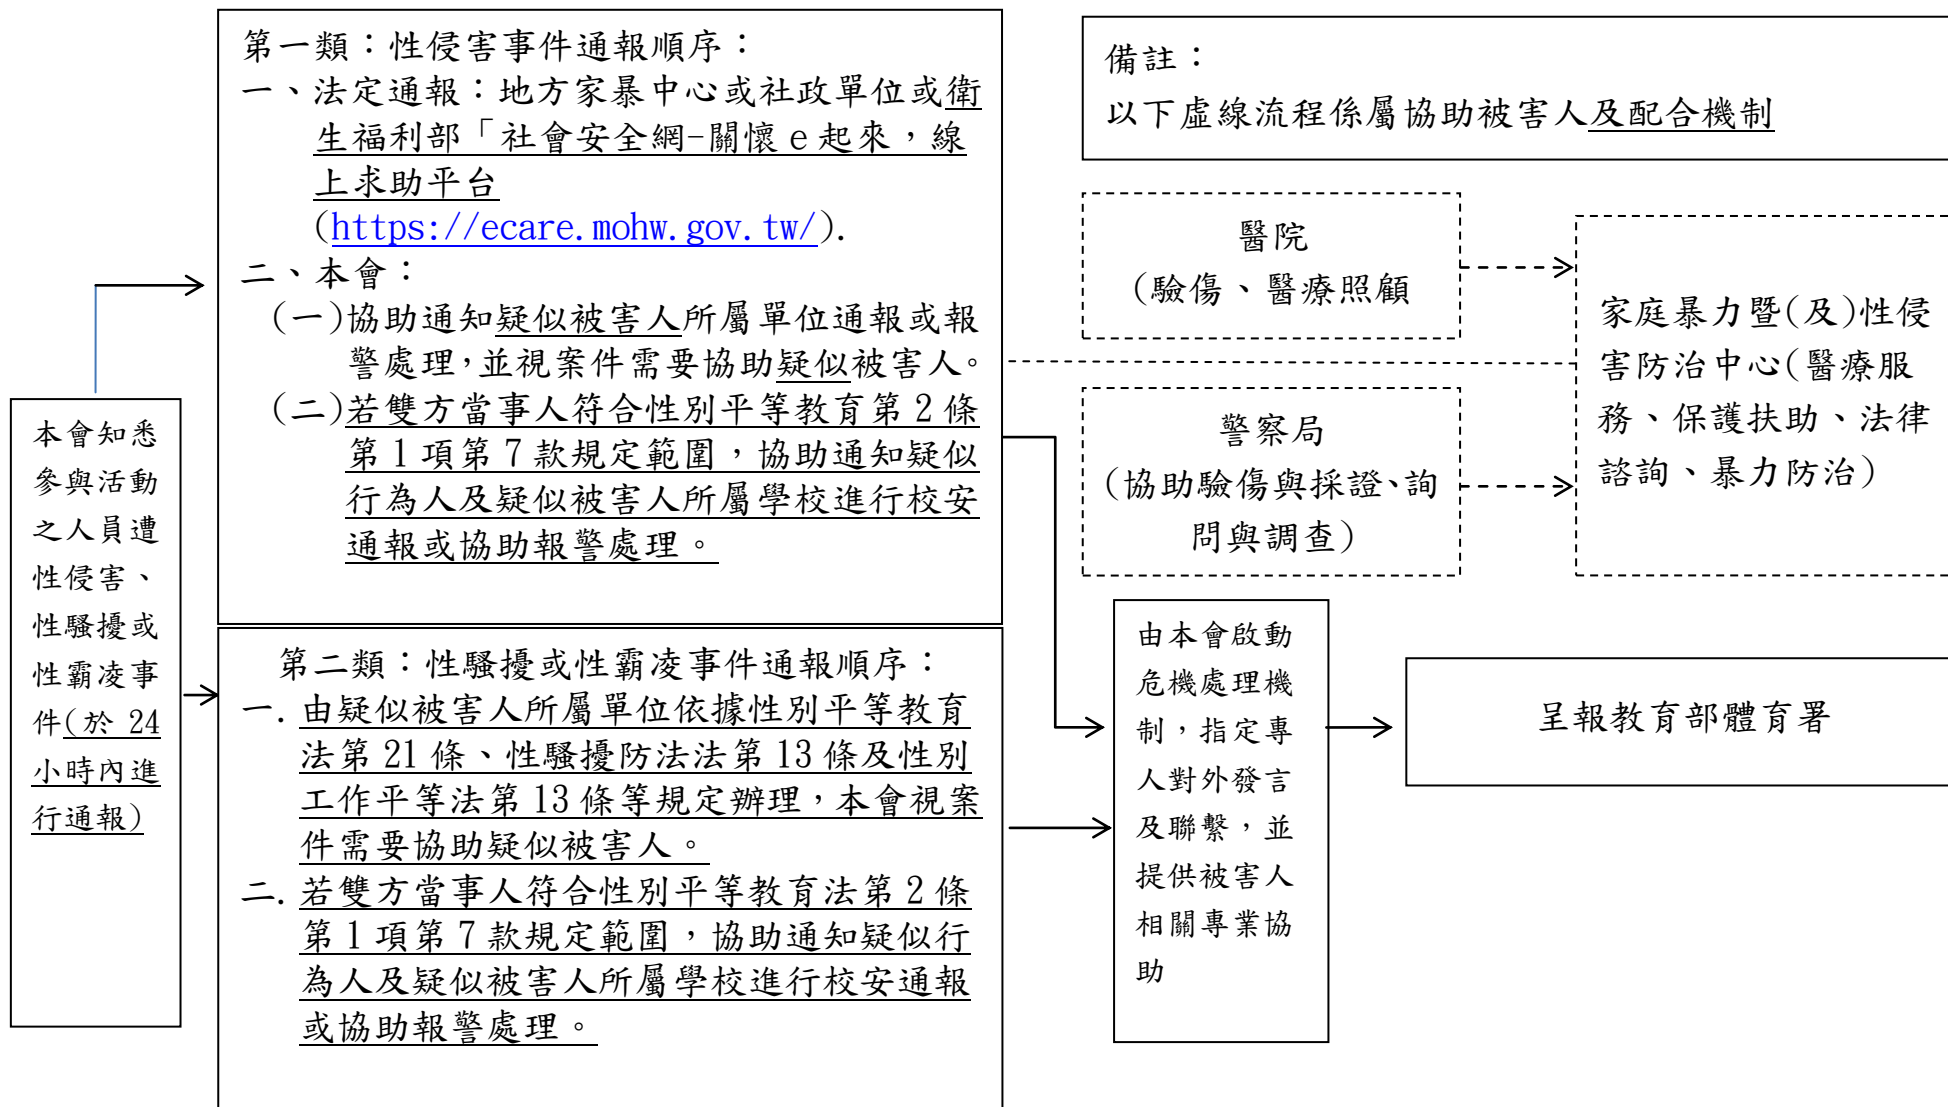 本會知悉
參與活動
之人員遭
性侵害、
性騷擾或
性霸凌事
件(於 24
小時內進
行通報)
第一類：性侵害事件通報順序：
一、法定通報：地方家暴中心或社政單位或衛
生福利部「社會安全網-關懷 e 起來，線
上求助平台
(https://ecare.mohw.gov.tw/).
二、本會：
(一)協助通知疑似被害人所屬單位通報或報
警處理，並視案件需要協助疑似被害人。
(二)若雙方當事人符合性別平等教育第 2 條
第 1 項第 7 款規定範圍，協助通知疑似
行為人及疑似被害人所屬學校進行校安
通報或協助報警處理。
第二類：性騷擾或性霸凌事件通報順序：
一. 由疑似被害人所屬單位依據性別平等教育
法第 21 條、性騷擾防法法第 13 條及性別
工作平等法第 13 條等規定辦理，本會視案
件需要協助疑似被害人。
二. 若雙方當事人符合性別平等教育法第 2 條
第 1 項第 7 款規定範圍，協助通知疑似行
為人及疑似被害人所屬學校進行校安通報
或協助報警處理。
備註：
以下虛線流程係屬協助被害人及配合機制
醫院
(驗傷、醫療照顧
警察局
(協助驗傷與採證、詢
問與調查)
家庭暴力暨(及)性侵
害防治中心(醫療服
務、保護扶助、法律
諮詢、暴力防治)
由本會啟動
危機處理機
制，指定專
人對外發言
及聯繫，並
提供被害人
相關專業協
助
呈報教育部體育署